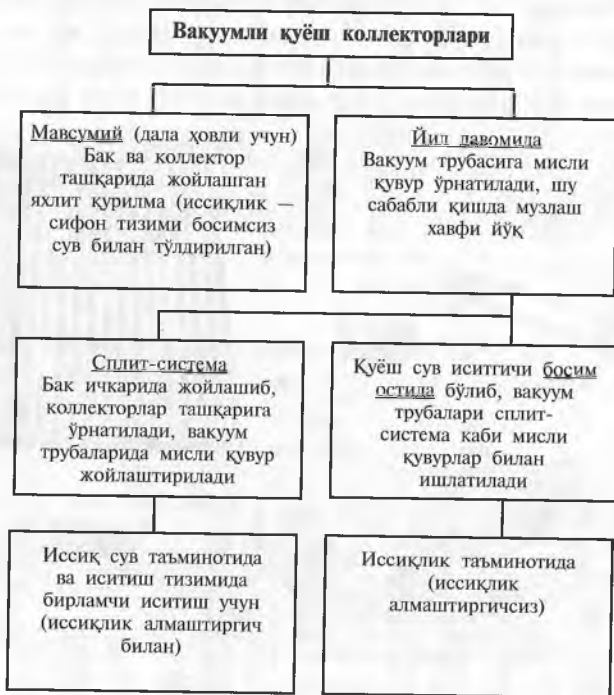 Вакуумли қуёш коллекторлари
Мавсумий (дала ҳовли учун)
Бак ва коллектор
ташқарида жойлашган
яхлит қурилма (иссиқлик —
сифон тизими босимсиз
сув билан тўлдирилган)
Йил давомида
Вакуум трубасига мисли
қувур ўрнатилади, шу
сабабли қишда музлаш
хавфи йўқ
Сплит-система
Бак ичкарида жойлашиб,
коллекторлар ташқарига
ўрнатилади, вакуум
трубаларида мисли қувур
жойлаштирилади
Қуёш сув иситгичи босим
остида бўлиб, вакуум
трубалари сплит-
система каби мисли
қувурлар билан
ишлатилади
Иссиқ сув таъминотида
ва иситиш тизимида
бирламчи иситиш учун
(иссиқлик алмаштиргич
билан)
Иссиқлик таъминотида
(иссиқлик
алмаштиргичсиз)